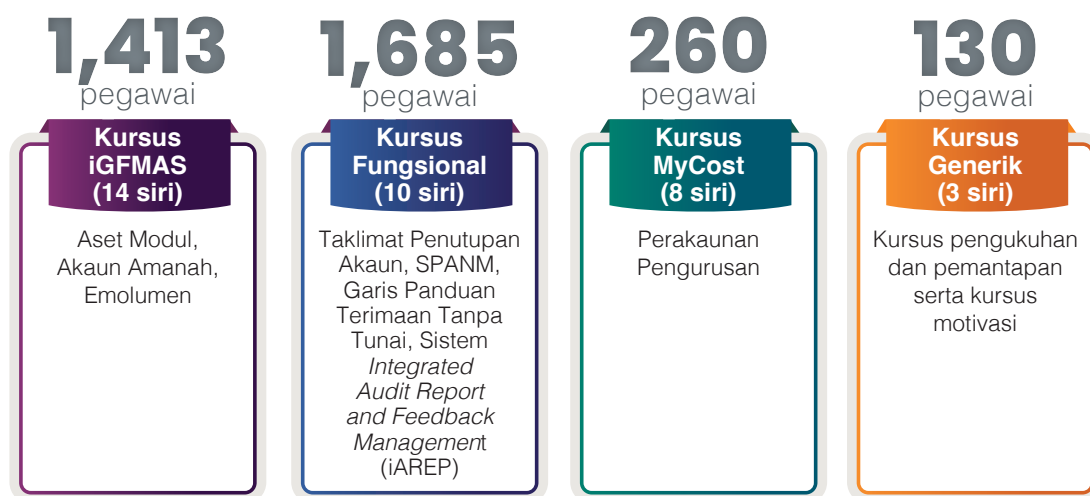 1,413
pegawai
Kursus
iGFMAS
(14 siri)
Aset Modul,
Akaun Amanah,
Emolumen
1,685
pegawai
Kursus
Fungsional
(10 siri)
Taklimat Penutupan
Akaun, SPANM,
Garis Panduan
Terimaan Tanpa
Tunai, Sistem
Integrated
Audit Report
and Feedback
Management
(iAREP)
260
pegawai
Kursus
MyCost
(8 siri)
Perakaunan
Pengurusan
130
pegawai
Kursus
Generik
(3 siri)
Kursus pengukuhan
dan pemantapan
serta kursus
motivasi